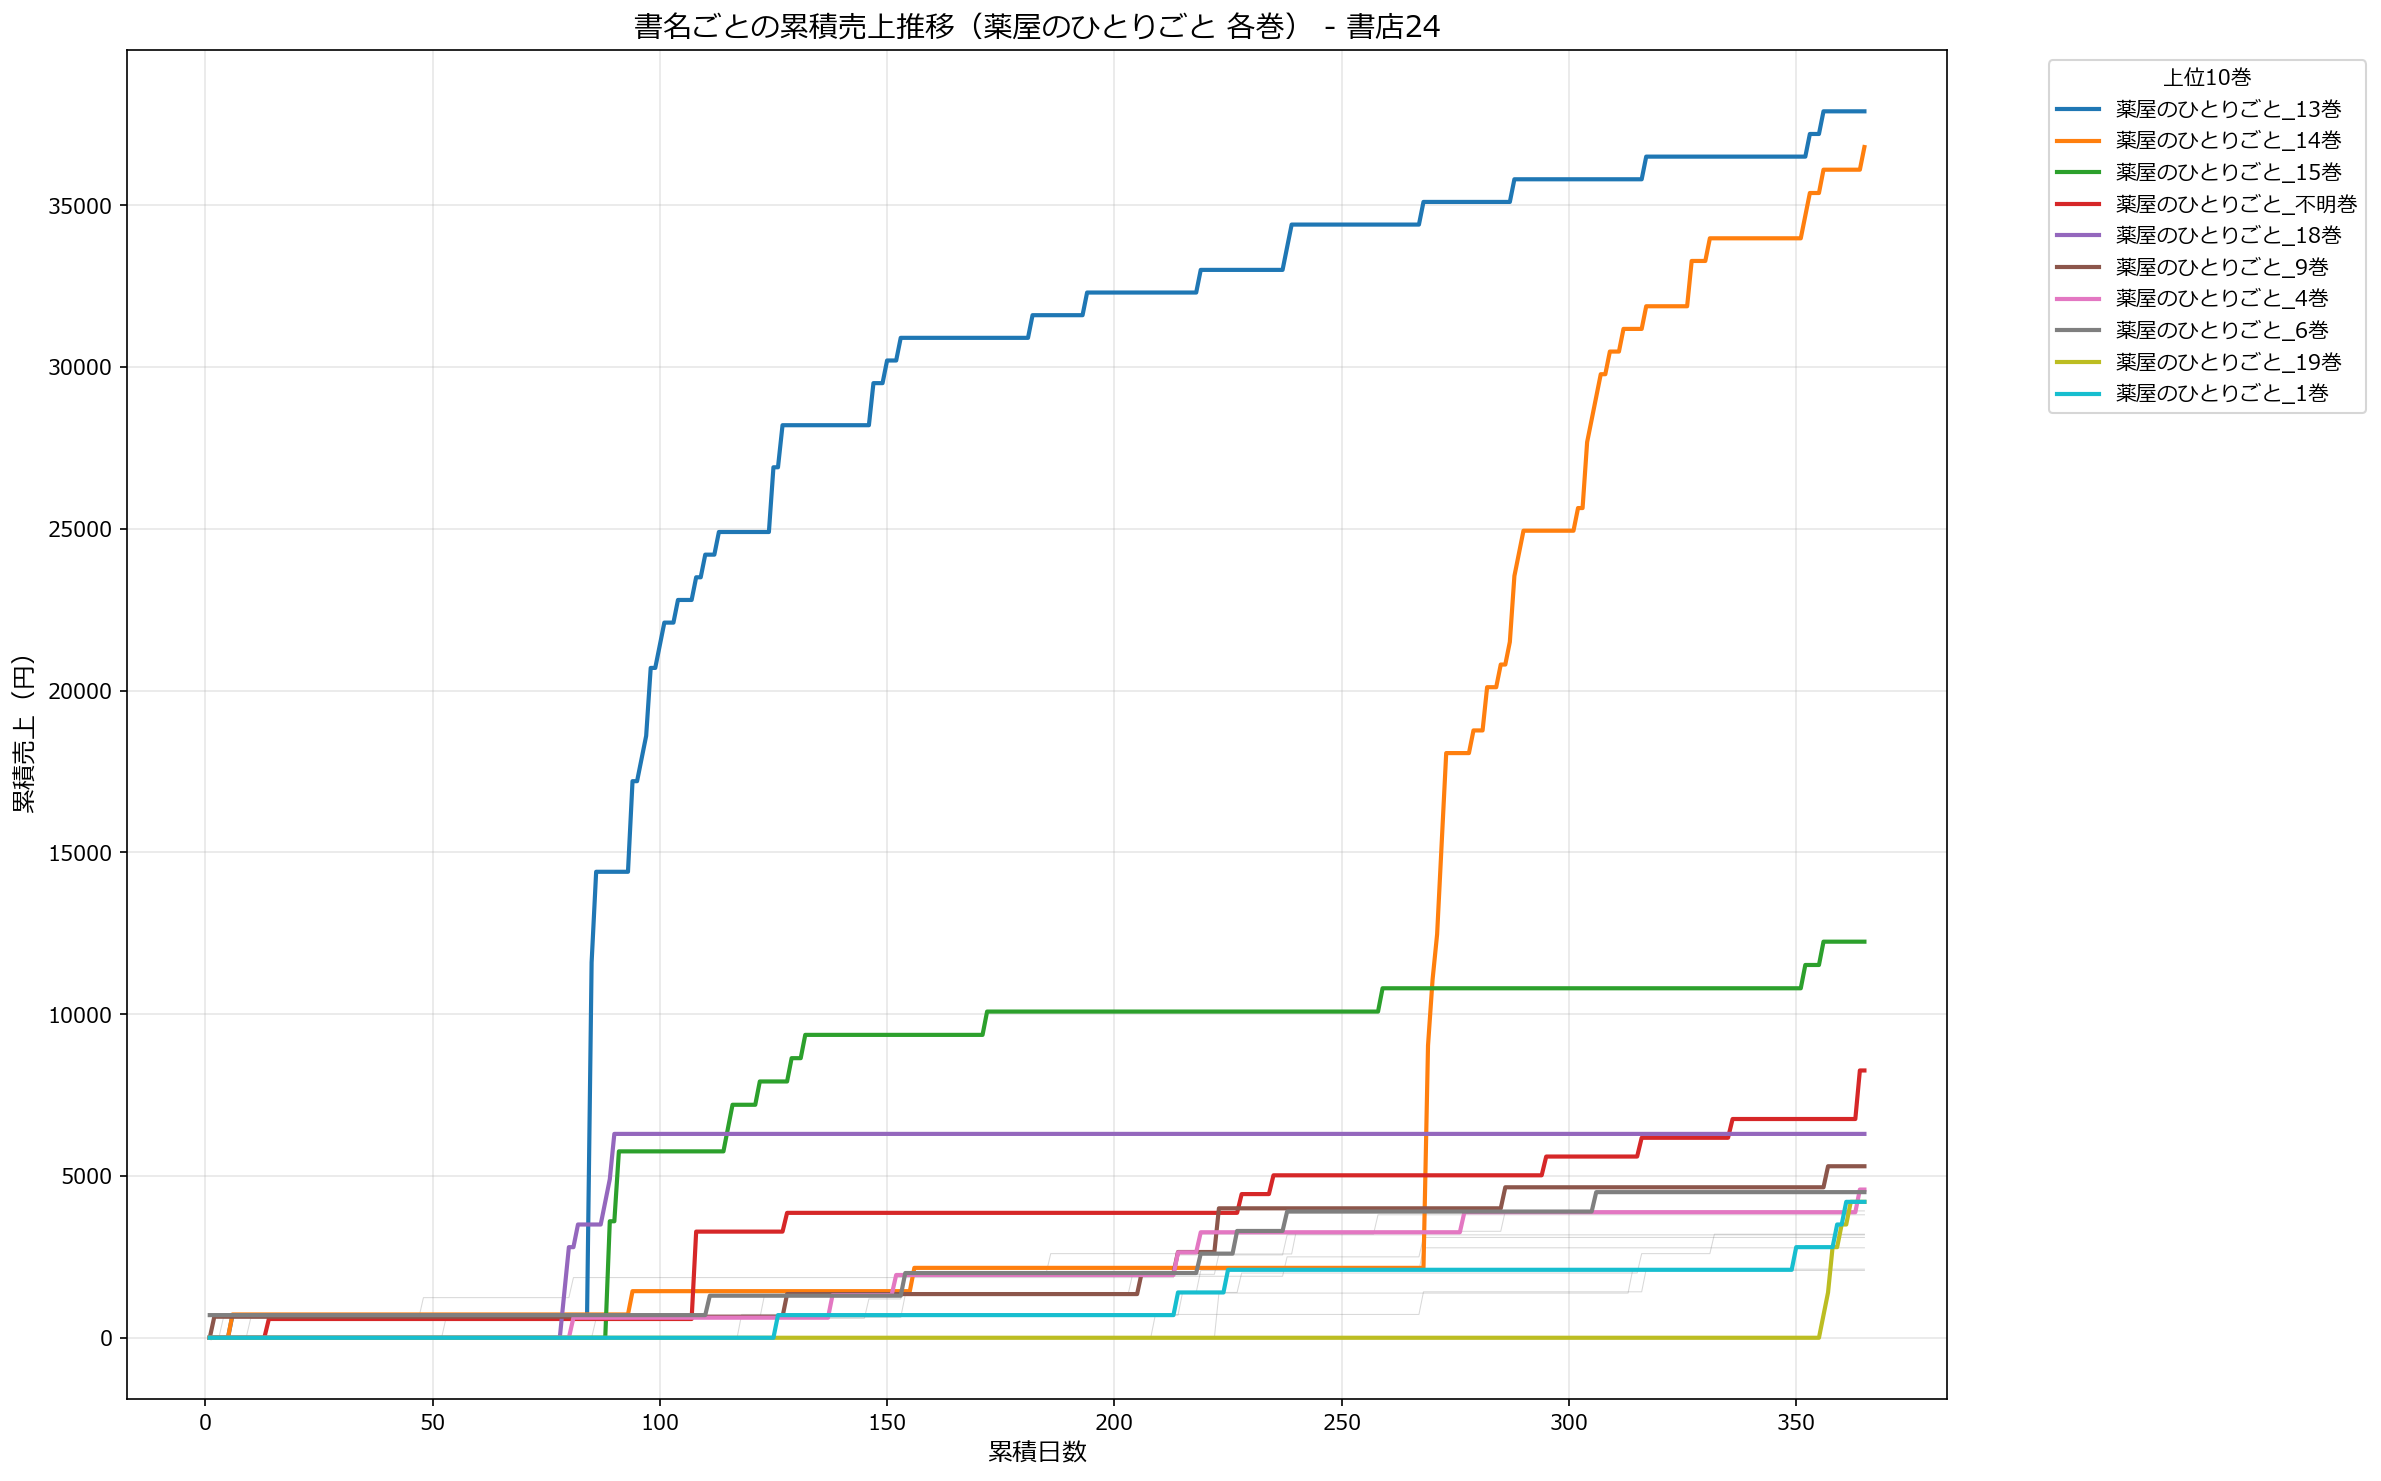 書名ごとの累積売上推移（薬屋のひとりごと 各巻） - 書店24
累積売上（円）
35000
30000
25000
20000
15000
10000
5000
0
0
50
100
150
200
250
300
350
累積日数
上位10巻
薬屋のひとりごと_13巻
薬屋のひとりごと_14巻
薬屋のひとりごと_15巻
薬屋のひとりごと_不明巻
薬屋のひとりごと_18巻
薬屋のひとりごと_9巻
薬屋のひとりごと_4巻
薬屋のひとりごと_6巻
薬屋のひとりごと_19巻
薬屋のひとりごと_1巻